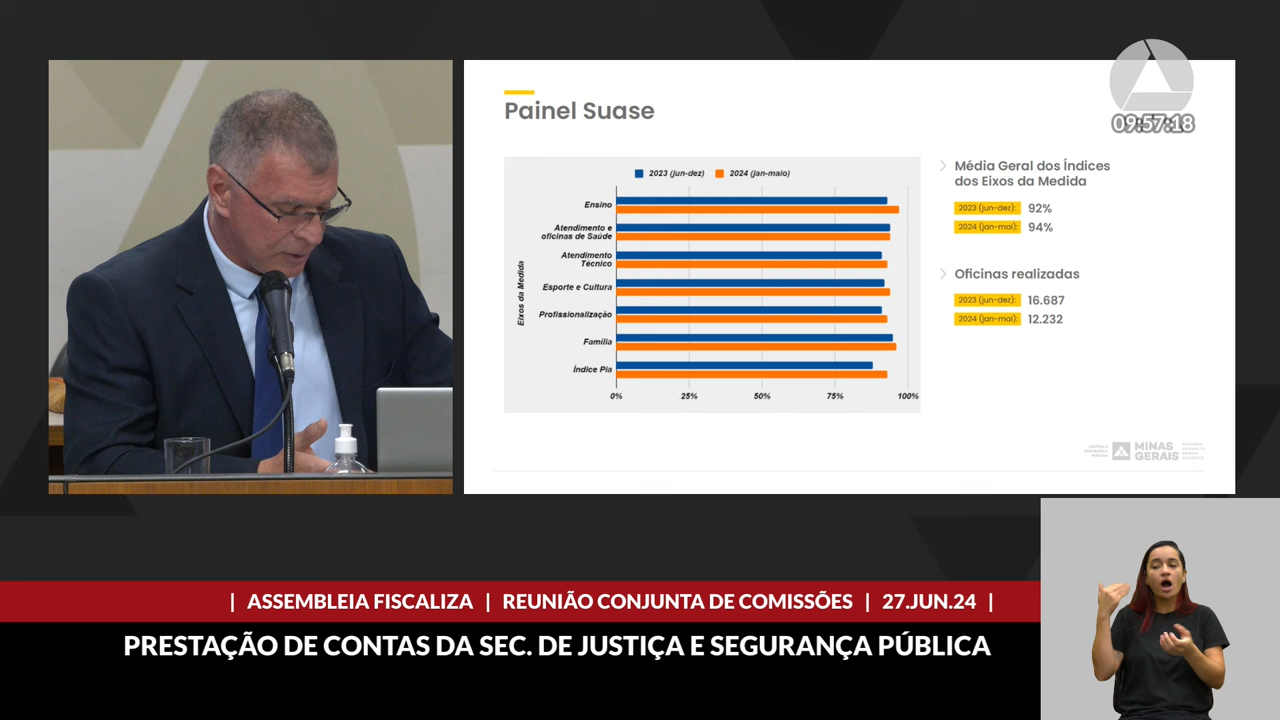 09:57:18
Painel Suase
2023 (jun-dez)
2024 (jan-maio)
Eixos da Medida
Ensino
Atendimento e
oficinas de Saúde
Atendimento
Técnico
Esporte e Cultura
Profissionalização
Família
Índice Pia
0%
25%
50%
75%
100%
Média Geral dos Índices
dos Eixos da Medida
2023 (jun-dez): 92%
2024 (jan-mai): 94%
Oficinas realizadas
2023 (jun-dez): 16.687
2024 (jan-mai): 12.232
MINAS
GERAIS
| ASSEMBLEIA FISCALIZA | REUNIÃO CONJUNTA DE COMISSÕES | 27.JUN.24 |
PRESTAÇÃO DE CONTAS DA SEC. DE JUSTIÇA E SEGURANÇA PÚBLICA